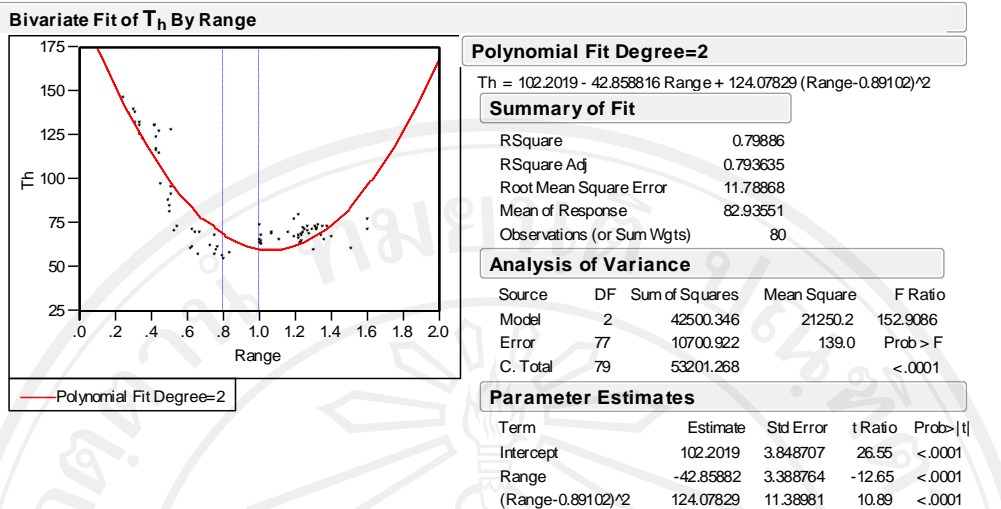 Bivariate Fit of Th By Range
175
150
125
100
75
50
25
Th
.0 .2 .4 .6 .8 1.0 1.2 1.4 1.6 1.8 2.0
Range
Polynomial Fit Degree=2
Polynomial Fit Degree=2
Th = 102.2019 - 42.858816 Range + 124.07829 (Range-0.89102)^2
Summary of Fit
RSquare 0.79886
RSquare Adj 0.793635
Root Mean Square Error 11.78868
Mean of Response 82.93551
Observations (or Sum Wgts) 80
Analysis of Variance
Source DF Sum of Squares Mean Square F Ratio
Model 2 42500.346 21250.2 152.9086
Error 77 10700.922 139.0 Prob > F
C. Total 79 53201.268 <.0001
Parameter Estimates
Term Estimate Std Error t Ratio Prob>|t|
Intercept 102.2019 3.848707 26.55 <.0001
Range -42.85882 3.388764 -12.65 <.0001
(Range-0.89102)^2 124.07829 11.38981 10.89 <.0001